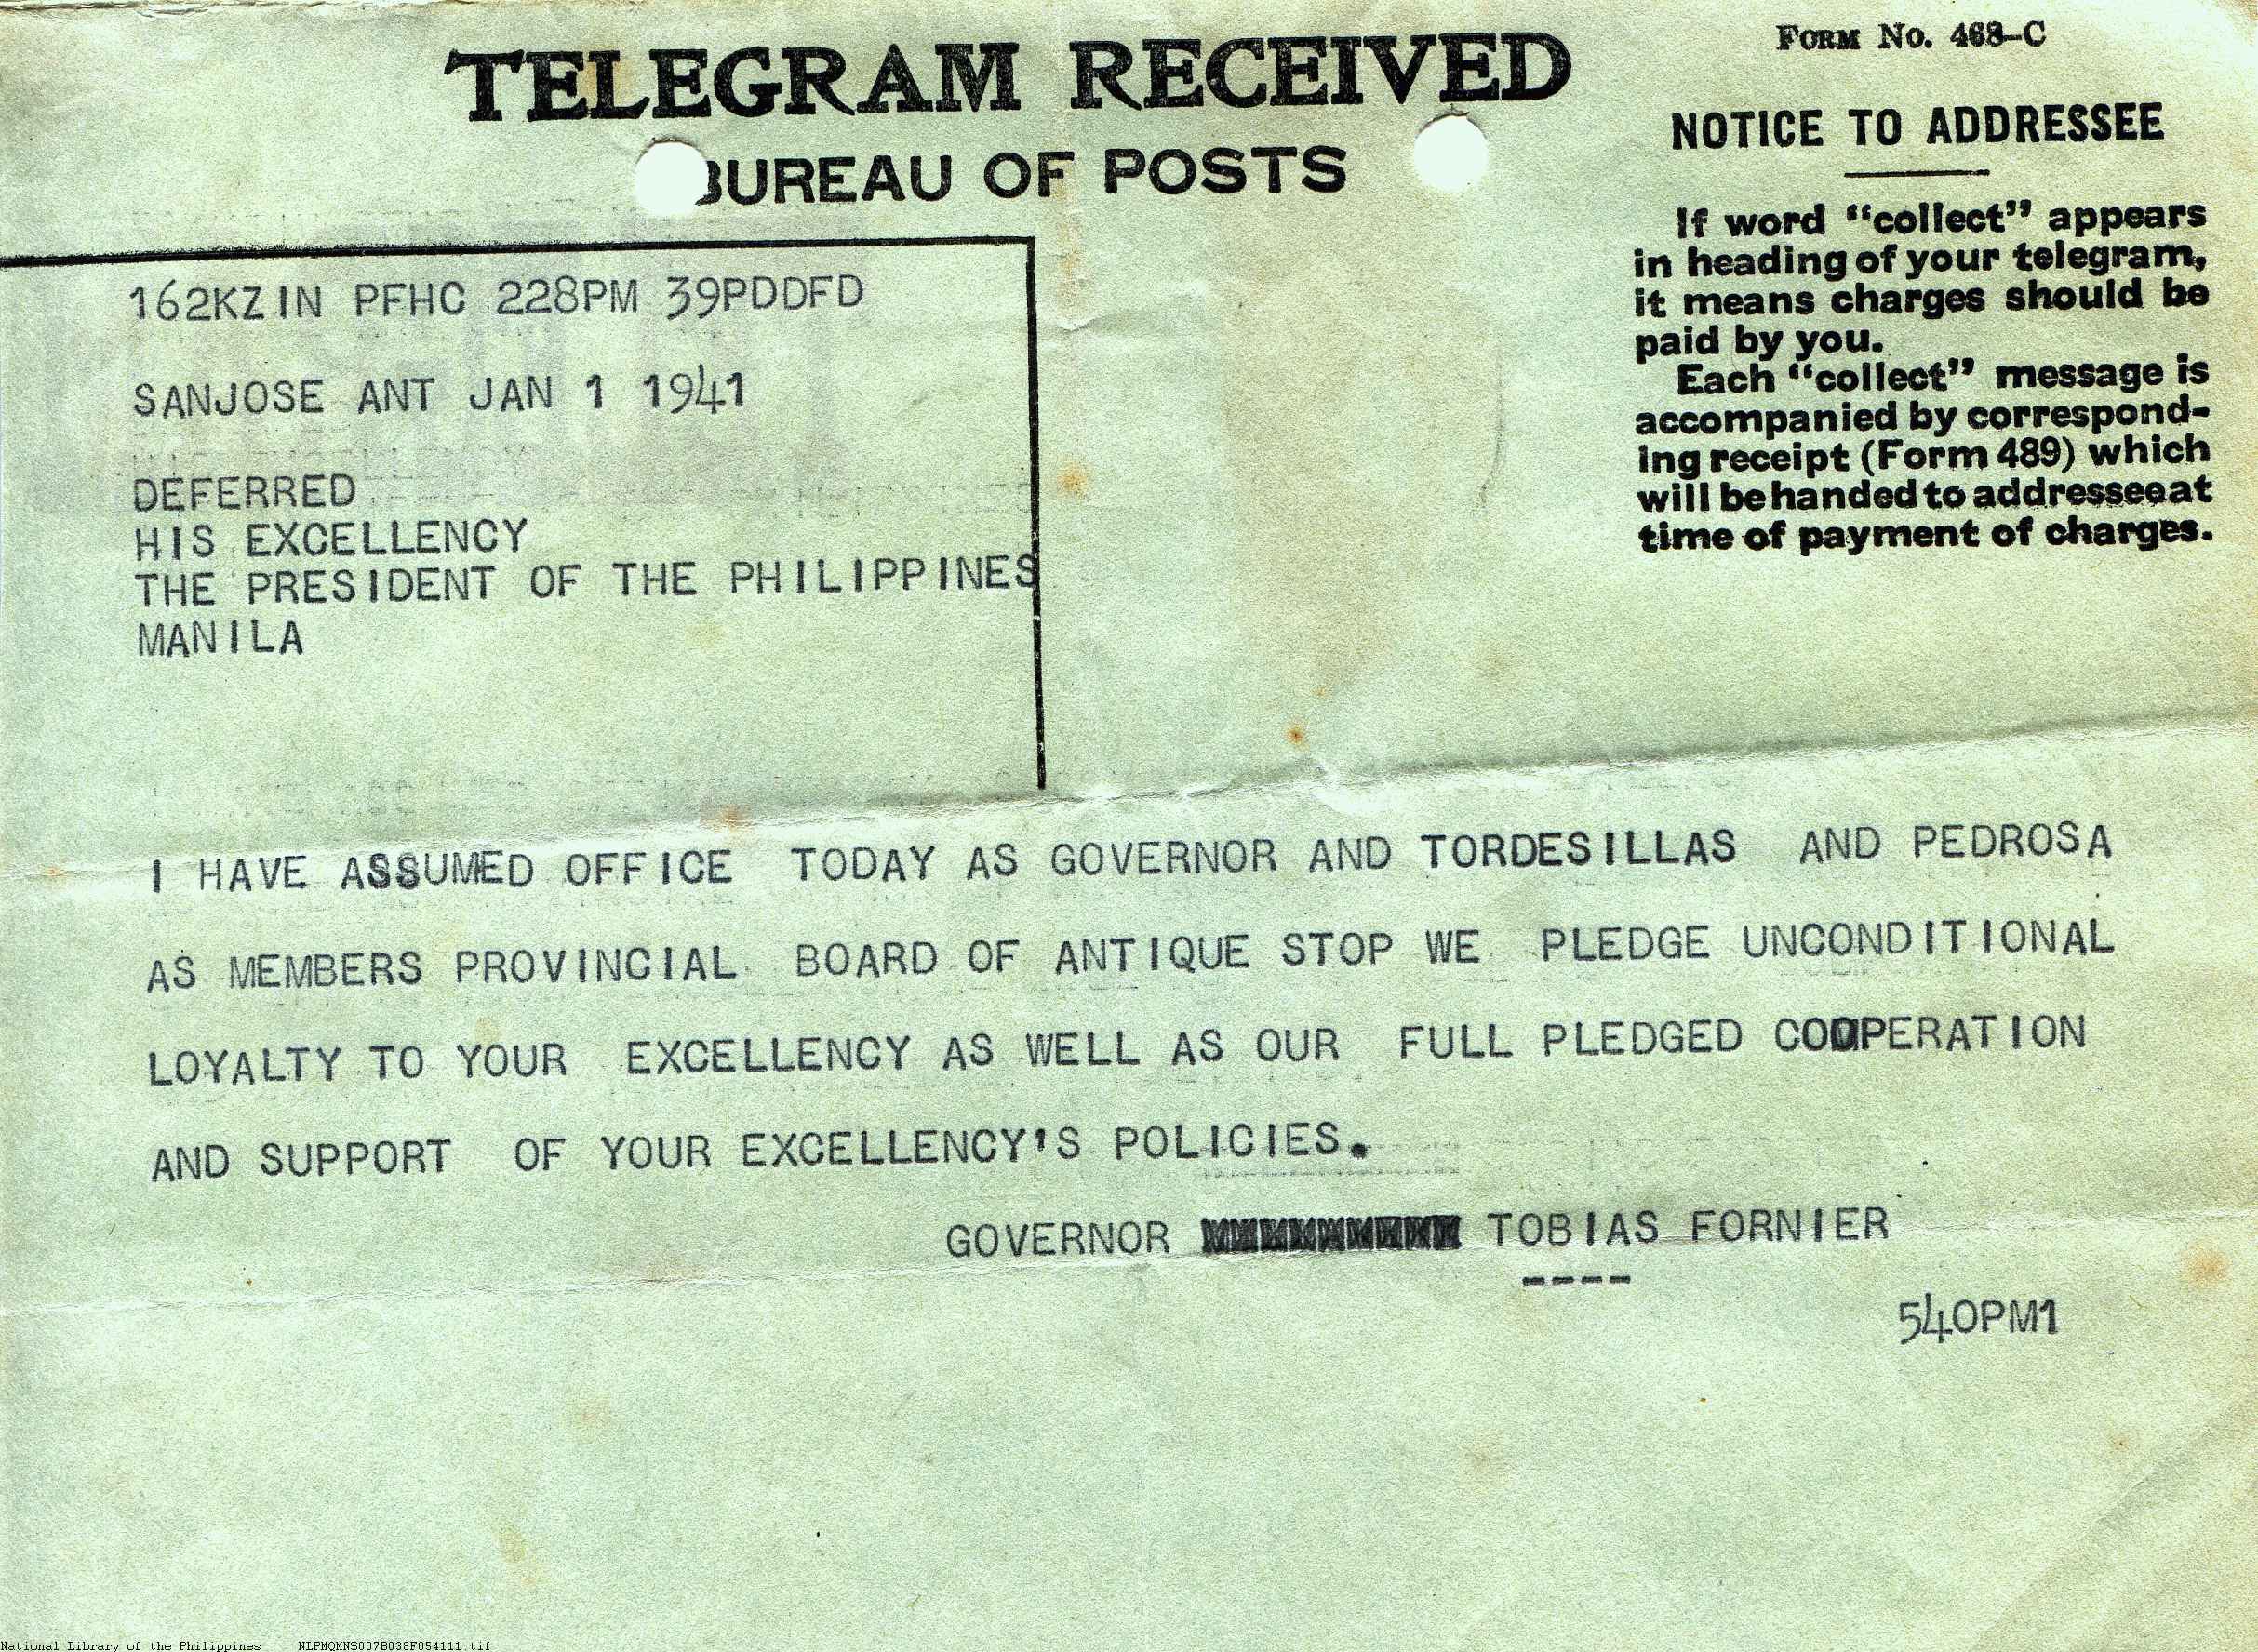 FORM No. 463-C
TELEGRAM RECEIVED
BUREAU OF POSTS
NOTICE TO ADDRESSEE
If word "collect" appears
in heading of your telegram,
it means charges should be
paid by you.
Each "collect" message is
accompanied by correspond-
ing receipt (Form 489) which
will be handed to addressee at
time of payment of charges.
162KZIN PFHC 228PM 39PDDFD
SANJOSE ANT JAN 1 1941
DEFERRED
HIS EXCELLENCY
THE PRESIDENT OF THE PHILIPPINES
MANILA
I HAVE ASSUMED OFFICE TODAY AS GOVERNOR AND TORDESILLAS AND PEDROSA
AS MEMBERS PROVINCIAL BOARD OF ANTIQUE STOP WE PLEDGE UNCONDITIONAL
LOYALTY TO YOUR EXCELLENCY AS WELL AS OUR FULL PLEDGED COOPERATION
AND SUPPORT OF YOUR EXCELLENCY'S POLICIES.
GOVERNOR TOBIAS FORNIER
----
540PM1
National Library of the Philippines NLPMQMNS007B038F054111.tif